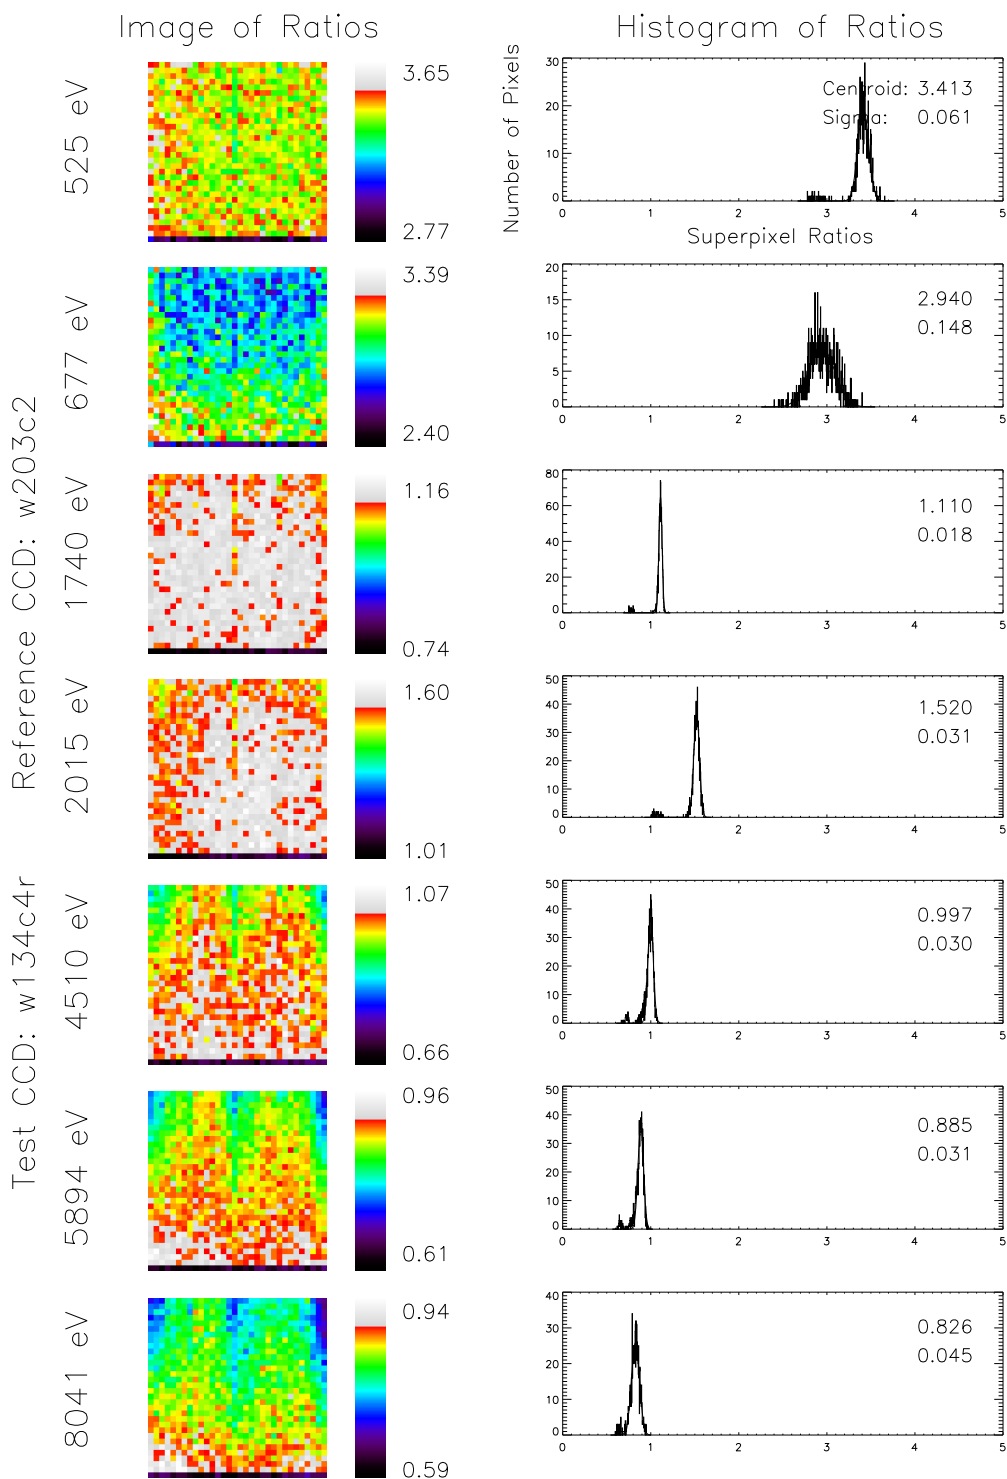 Image of Ratios
Histogram of Ratios
Reference CCD: w203c2
Test CCD: w134c4r
525 eV
3.65
2.77
Number of Pixels
30
20
10
0
Centroid: 3.413
Sigma: 0.061
0 1 2 3 4 5
Superpixel Ratios
677 eV
3.39
2.40
20
15
10
5
0
2.940
0.148
0 1 2 3 4 5
1740 eV
1.16
0.74
80
60
40
20
0
1.110
0.018
0 1 2 3 4 5
2015 eV
1.60
1.01
50
40
30
20
10
0
1.520
0.031
0 1 2 3 4 5
4510 eV
1.07
0.66
50
40
30
20
10
0
0.997
0.030
0 1 2 3 4 5
5894 eV
0.96
0.61
50
40
30
20
10
0
0.885
0.031
0 1 2 3 4 5
8041 eV
0.94
0.59
40
30
20
10
0
0.826
0.045
0 1 2 3 4 5